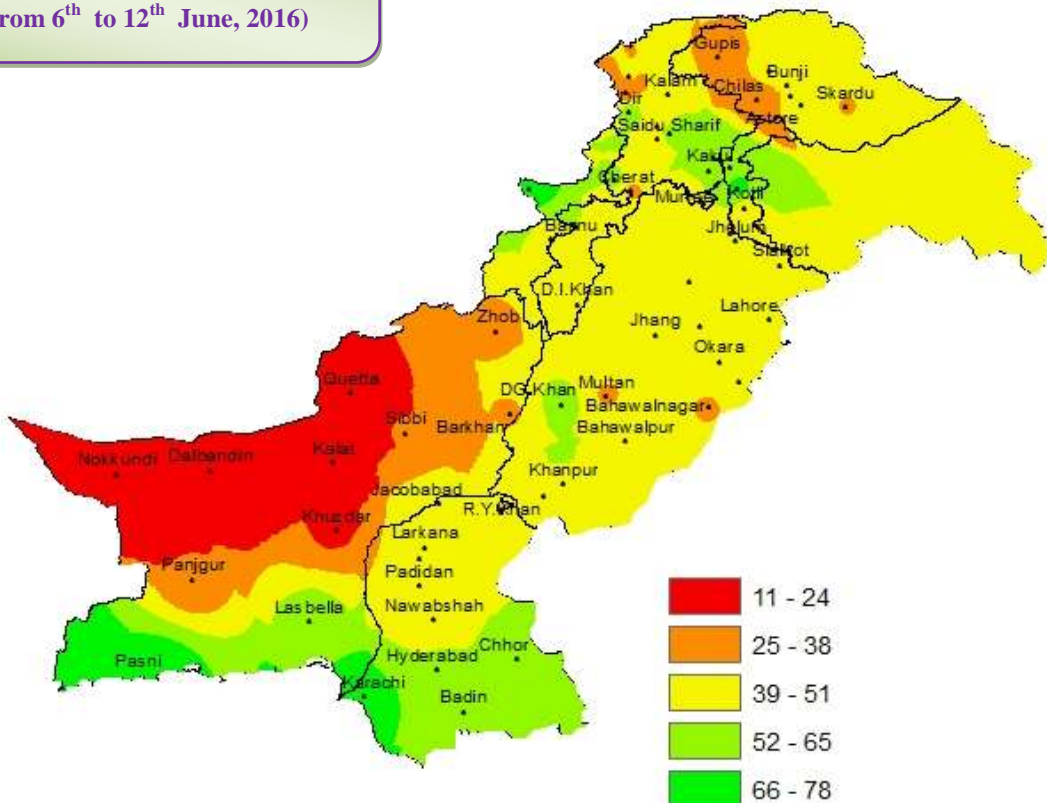 rom 6th to 12th June, 2016)
Gupis
Bunji
Kalam
Chilas
Skardu
Dir
Astore
Saidu Sharif
Kakul
Cherat
Kotli
Bannu
Jhelum
Sialkot
D.I.Khan
Zhob
Lahore
Jhang
Okara
Quetta
DG.Khan
Multan
Bahawalnagar
Sibbi
Barkhan
Bahawalpur
Nokkundi
Dalbandin
Kalat
Khanpur
Jacobabad
R.Y.Khan
Khuzdar
Larkana
Panjgur
Padidan
Lasbella
Nawabshah
Chhor
Pasni
Hyderabad
Karachi
Badin
11 - 24
25 - 38
39 - 51
52 - 65
66 - 78